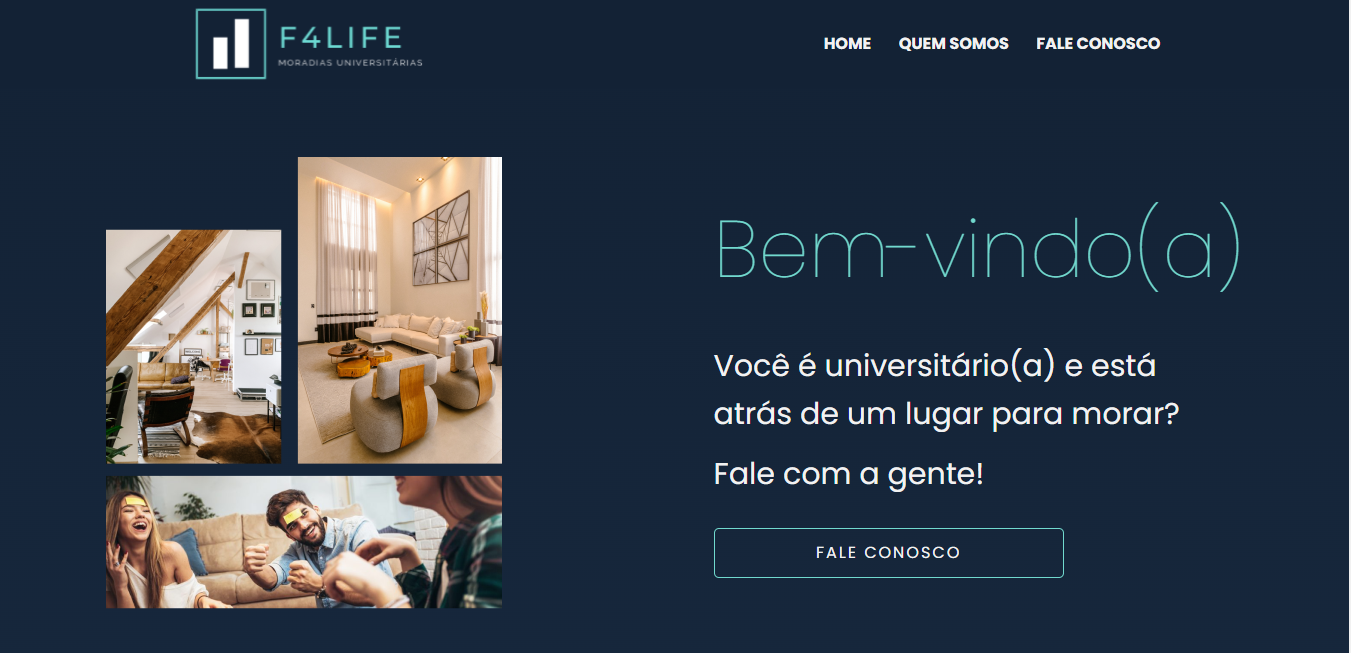 F4LIFE
MORADIAS UNIVERSITÁRIAS
HOME QUEM SOMOS FALE CONOSCO
Bem-vindo(a)
Você é universitário(a) e está
atrás de um lugar para morar?
Fale com a gente!
FALE CONOSCO